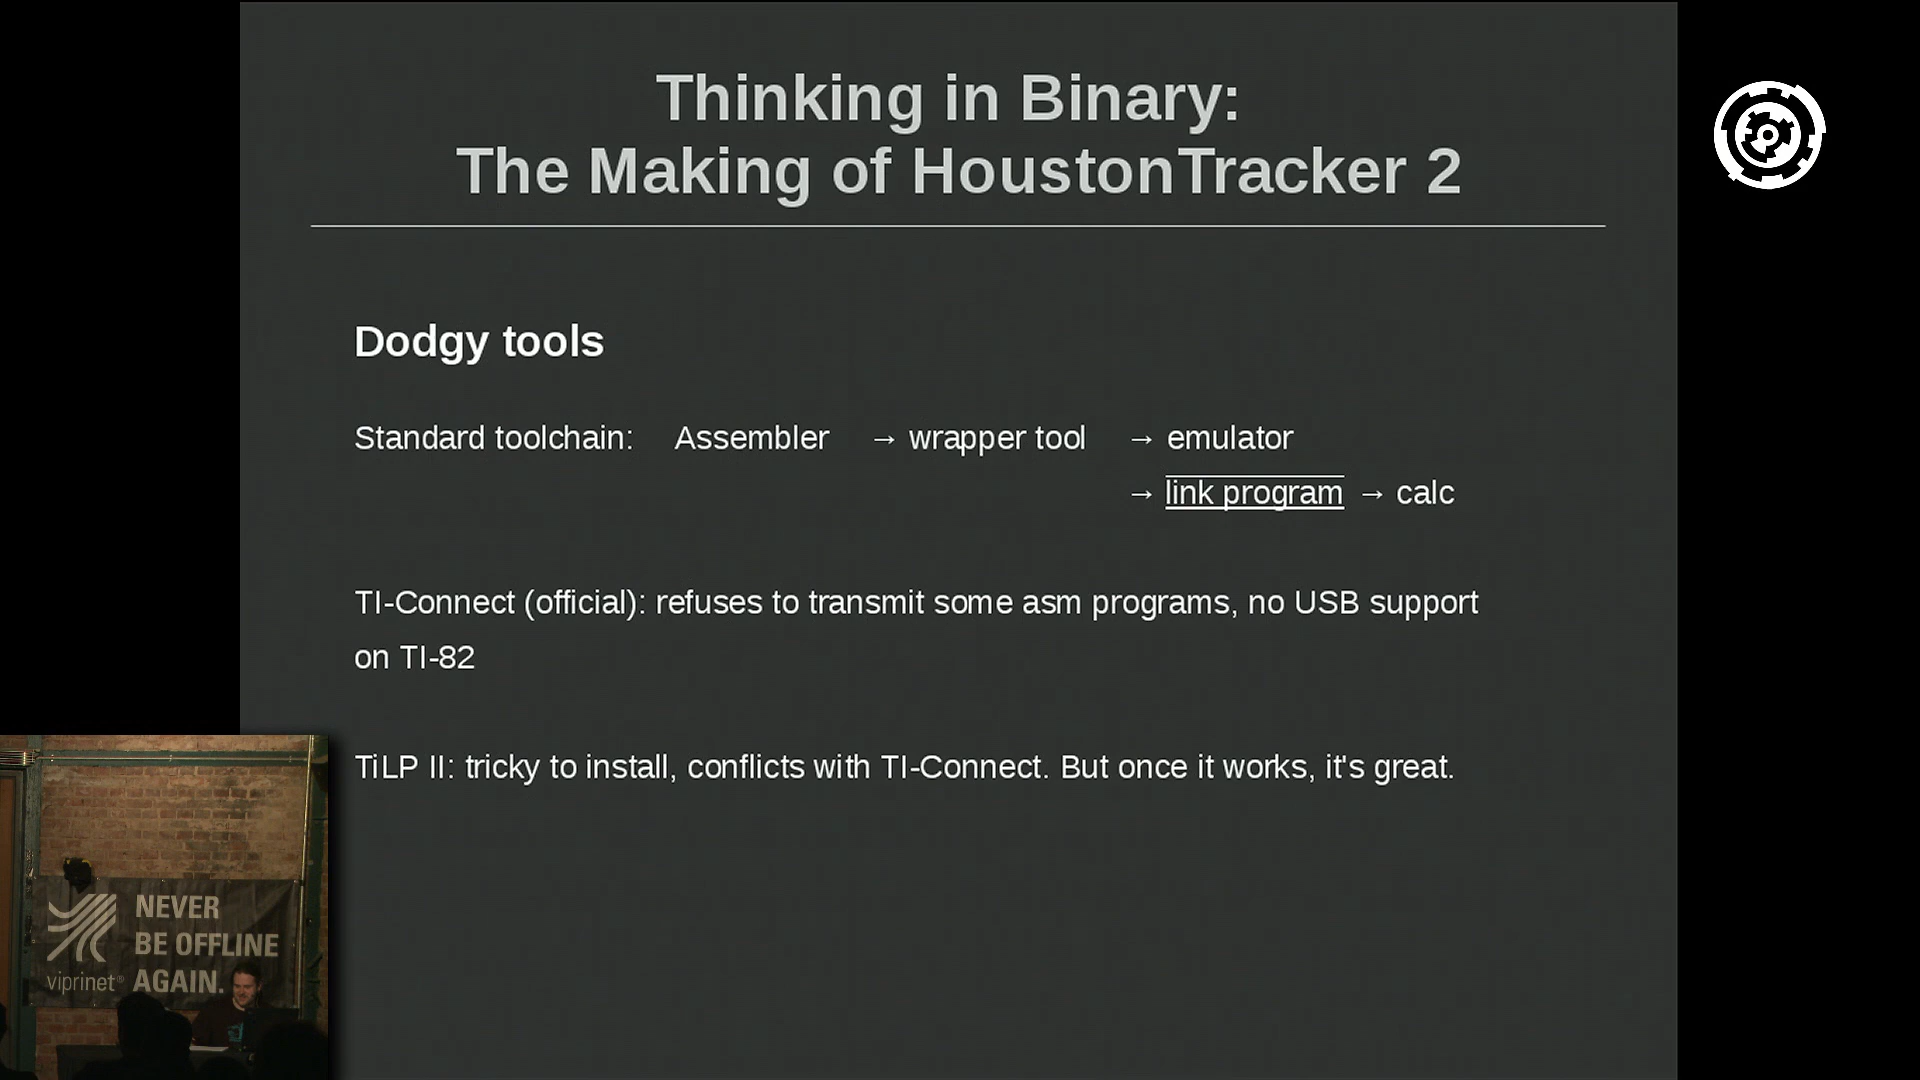 Thinking in Binary:
The Making of HoustonTracker 2
Dodgy tools
Standard toolchain: Assembler → wrapper tool → emulator
→ link program → calc
TI-Connect (official): refuses to transmit some asm programs, no USB support
on TI-82
TiLP II: tricky to install, conflicts with TI-Connect. But once it works, it's great.
NEVER
BE OFFLINE
viprinet® AGAIN.